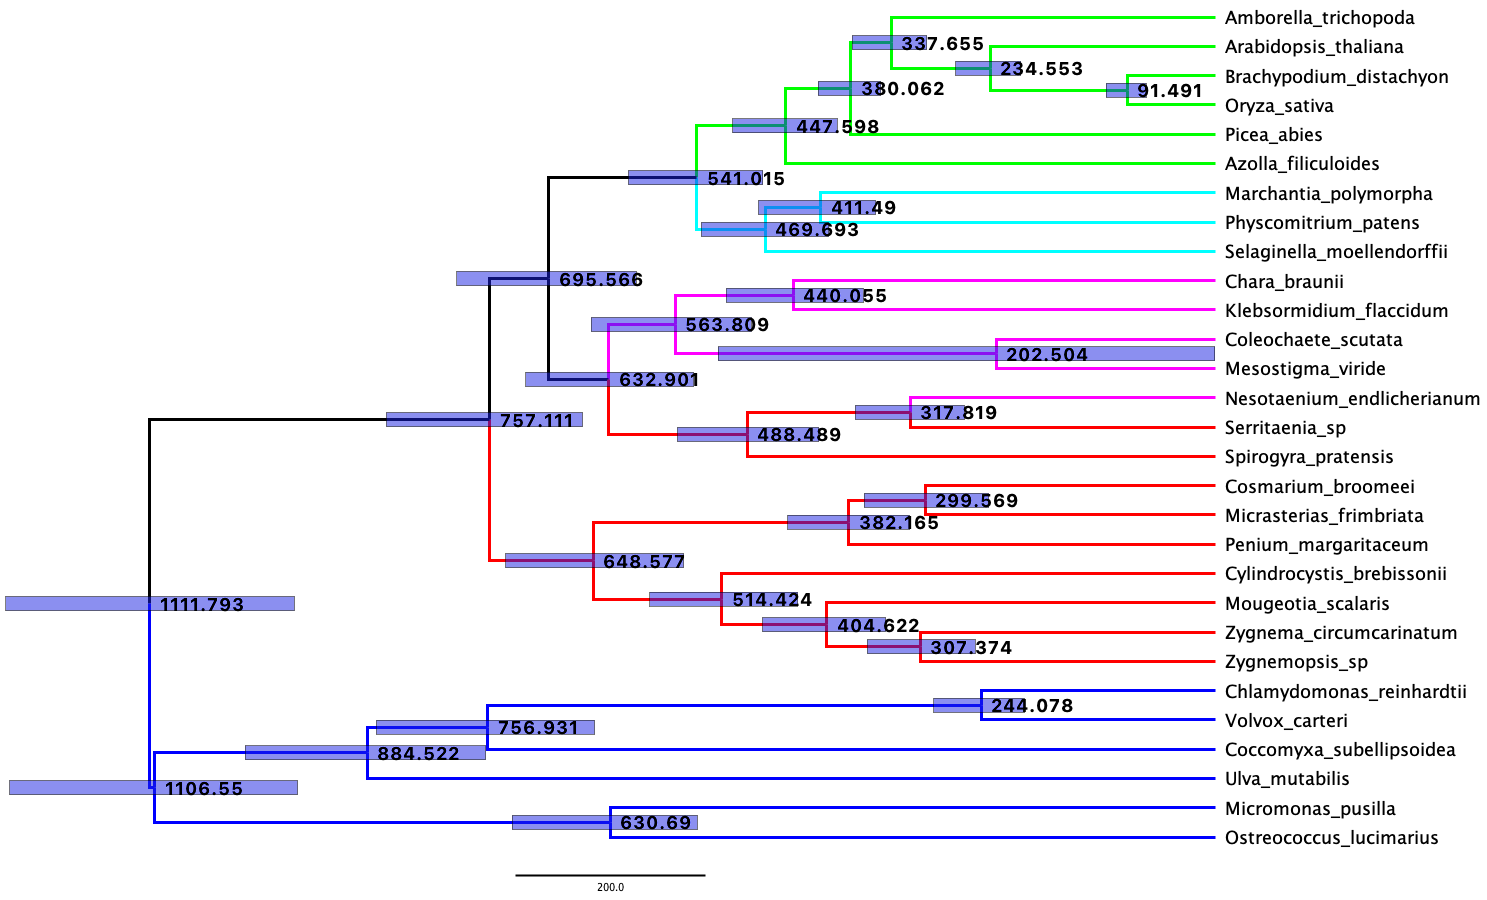 Amborella_trichopoda
337.655
Arabidopsis_thaliana
234.553
Brachypodium_distachyon
380.062
91.491
Oryza_sativa
447.598
Picea_abies
Azolla_filiculoides
541.015
Marchantia_polymorpha
411.49
Physcomitrium_patens
469.693
Selaginella_moellendorffii
695.566
Chara_braunii
440.055
Klebsormidium_flaccidum
563.809
Coleochaete_scutata
202.504
Mesostigma_viride
632.901
Nesotaenium_endlicherianum
317.819
757.111
Serritaenia_sp
488.489
Spirogyra_pratensis
Cosmarium_broomeei
299.569
Micrasterias_frimbriata
382.165
Penium_margaritaceum
648.577
Cylindrocystis_brebissonii
514.424
1111.793
Mougeotia_scalaris
404.622
Zygnema_circumcarinatum
307.374
Zygnemopsis_sp
Chlamydomonas_reinhardtii
244.078
Volvox_carteri
756.931
Coccomyxa_subellipsoidea
884.522
Ulva_mutabilis
1106.55
Micromonas_pusilla
630.69
Ostreococcus_lucimarius
200.0